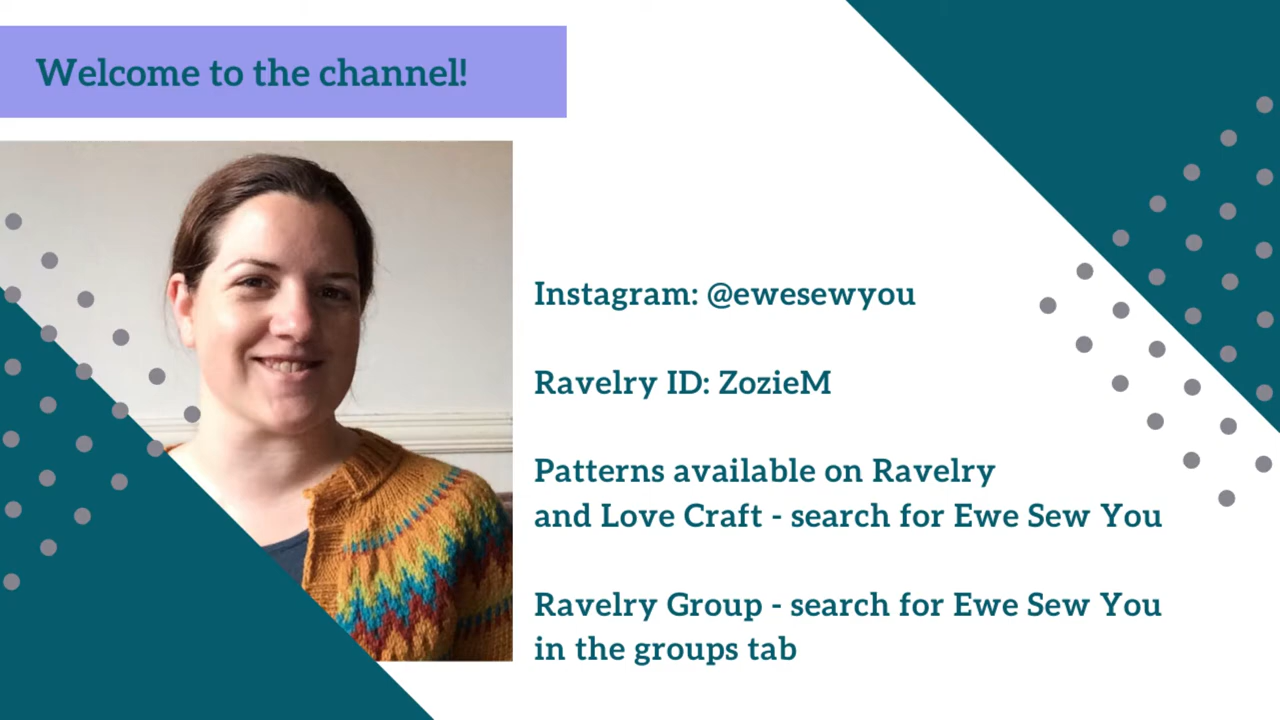 Welcome to the channel!
Instagram: @ewesewyou
Ravelry ID: ZozieM
Patterns available on Ravelry
and Love Craft - search for Ewe Sew You
Ravelry Group - search for Ewe Sew You
in the groups tab